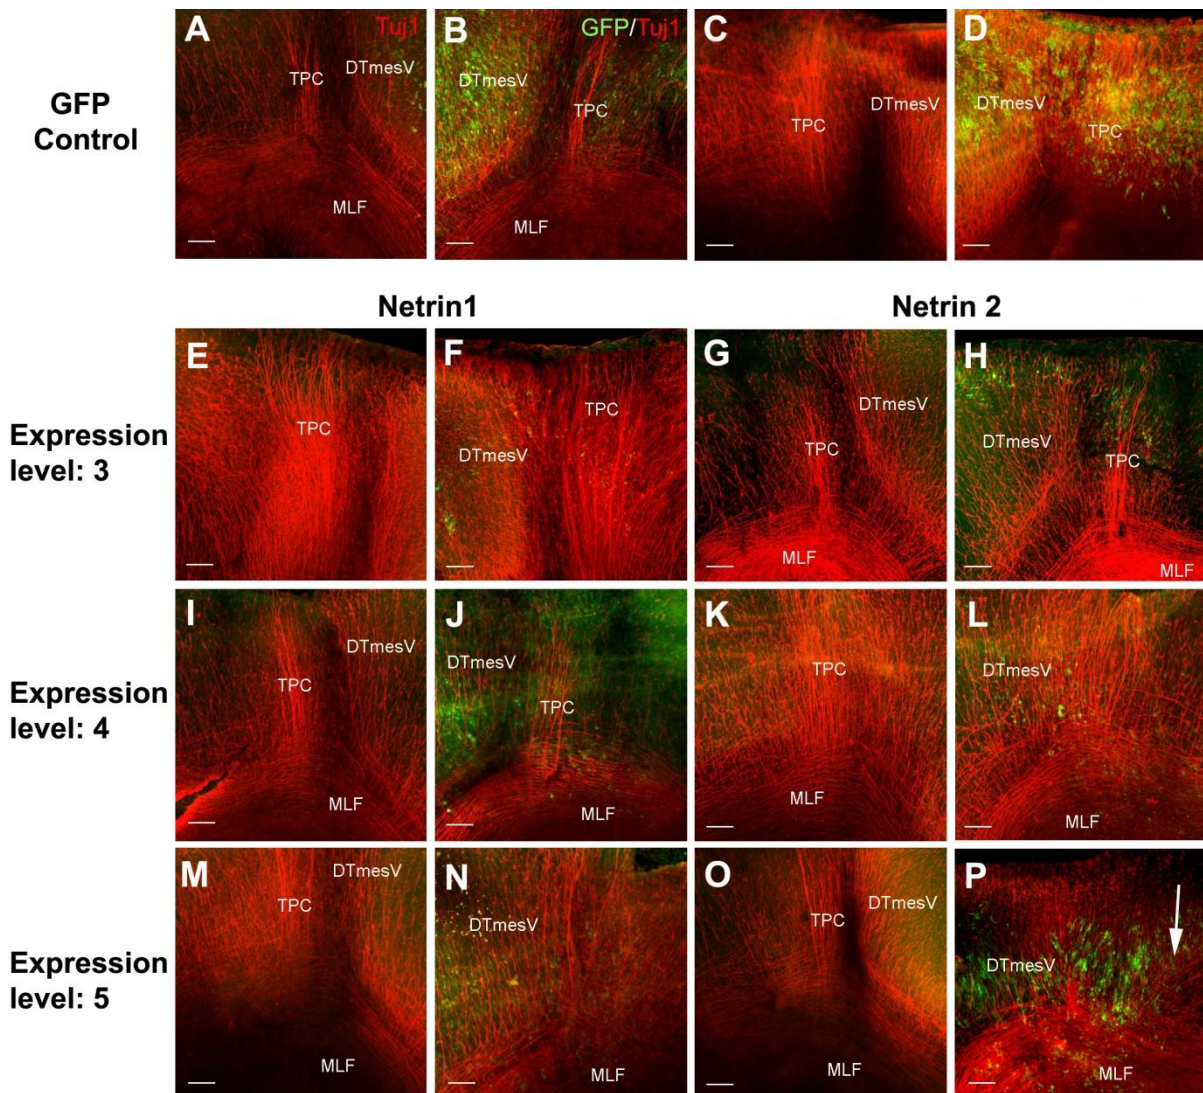 A
Tuj1
TPC
DTmesV
MLF
B
GFP/Tuj1
DTmesV
TPC
MLF
C
TPC
DTmesV
D
DTmesV
TPC
GFP
Control
Netrin1
Netrin 2
E
TPC
F
TPC
DTmesV
G
DTmesV
TPC
MLF
H
DTmesV
TPC
MLF
Expression
level: 3
I
DTmesV
TPC
MLF
J
DTmesV
TPC
MLF
K
TPC
MLF
L
DTmesV
MLF
Expression
level: 4
M
DTmesV
TPC
MLF
N
DTmesV
MLF
O
TPC
DTmesV
MLF
P
DTmesV
MLF
Expression
level: 5